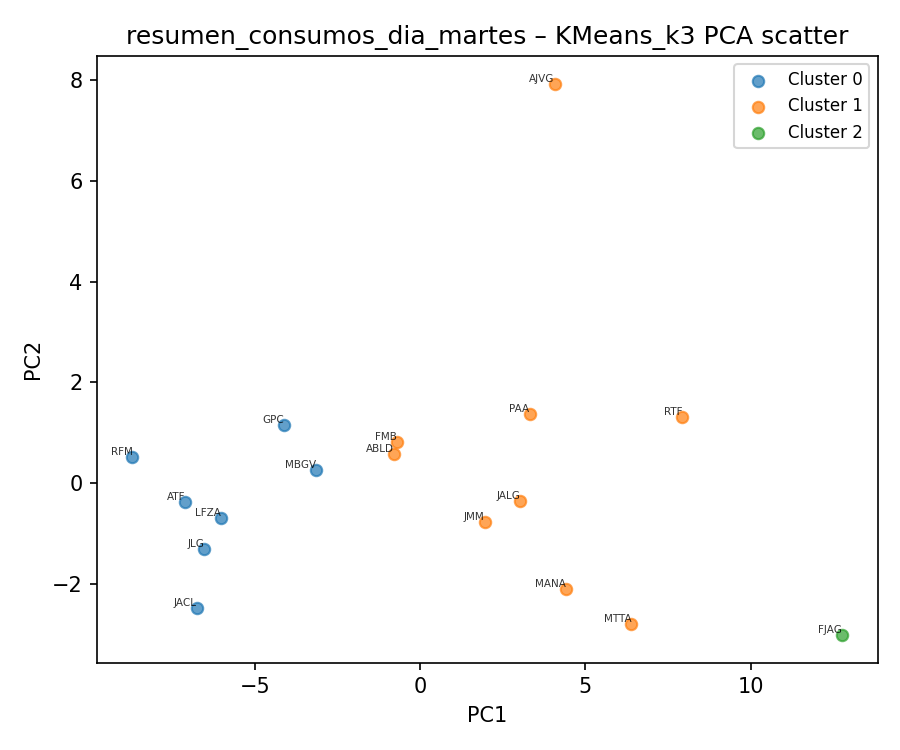 resumen_consumos_dia_martes – KMeans_k3 PCA scatter
Cluster 0
Cluster 1
Cluster 2
8
6
4
2
0
−2
PC2
AJVG
PAA
RTF
GPC
FMB
ABLD
RFM
MBGV
ATF
JALG
LFZA
JMM
JLG
MANA
JACL
MTTA
FJAG
−5
0
5
10
PC1